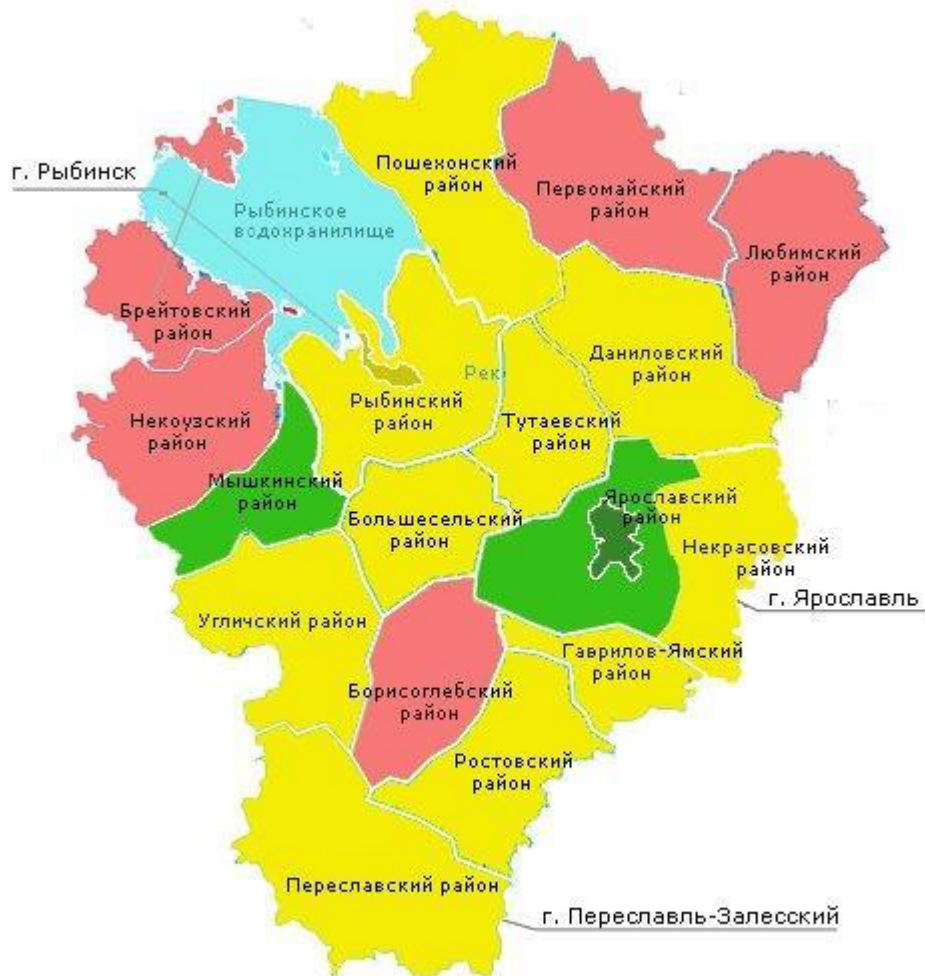 г. Рыбинск
Пошехонский
район
Первомайский
район
Рыбинское
водохранилище
Любимский
район
Брейтовский
район
Даниловский
район
Рек
Рыбинский
район
Тутаевский
район
Некоузский
район
Мышкинский
район
Большесельский
район
Ярославский
район
Некрасовский
район
г. Ярославль
Угличский район
Гаврилов-Ямский
район
Борисоглебский
район
Ростовский
район
Переславский район
г. Переславль-Залесский